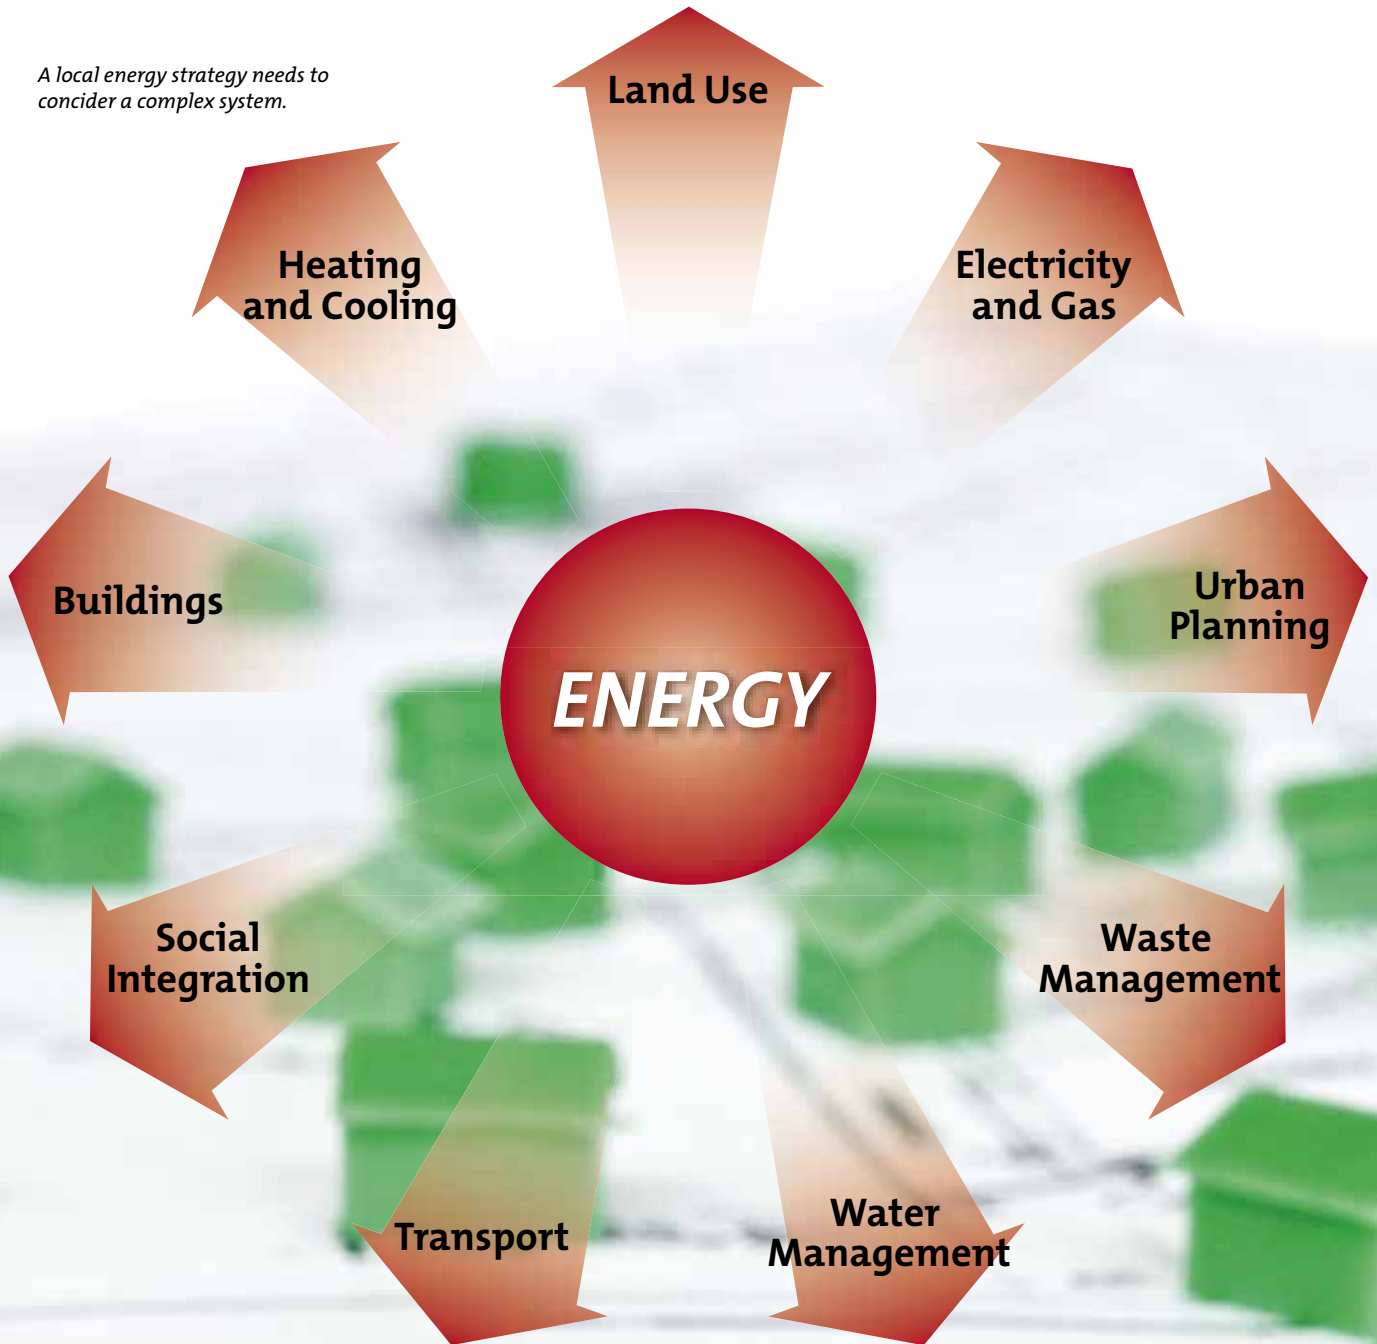 A local energy strategy needs to
concider a complex system.
Land Use
Heating
and Cooling
Electricity
and Gas
Buildings
Urban
Planning
ENERGY
Social
Integration
Waste
Management
Transport
Water
Management